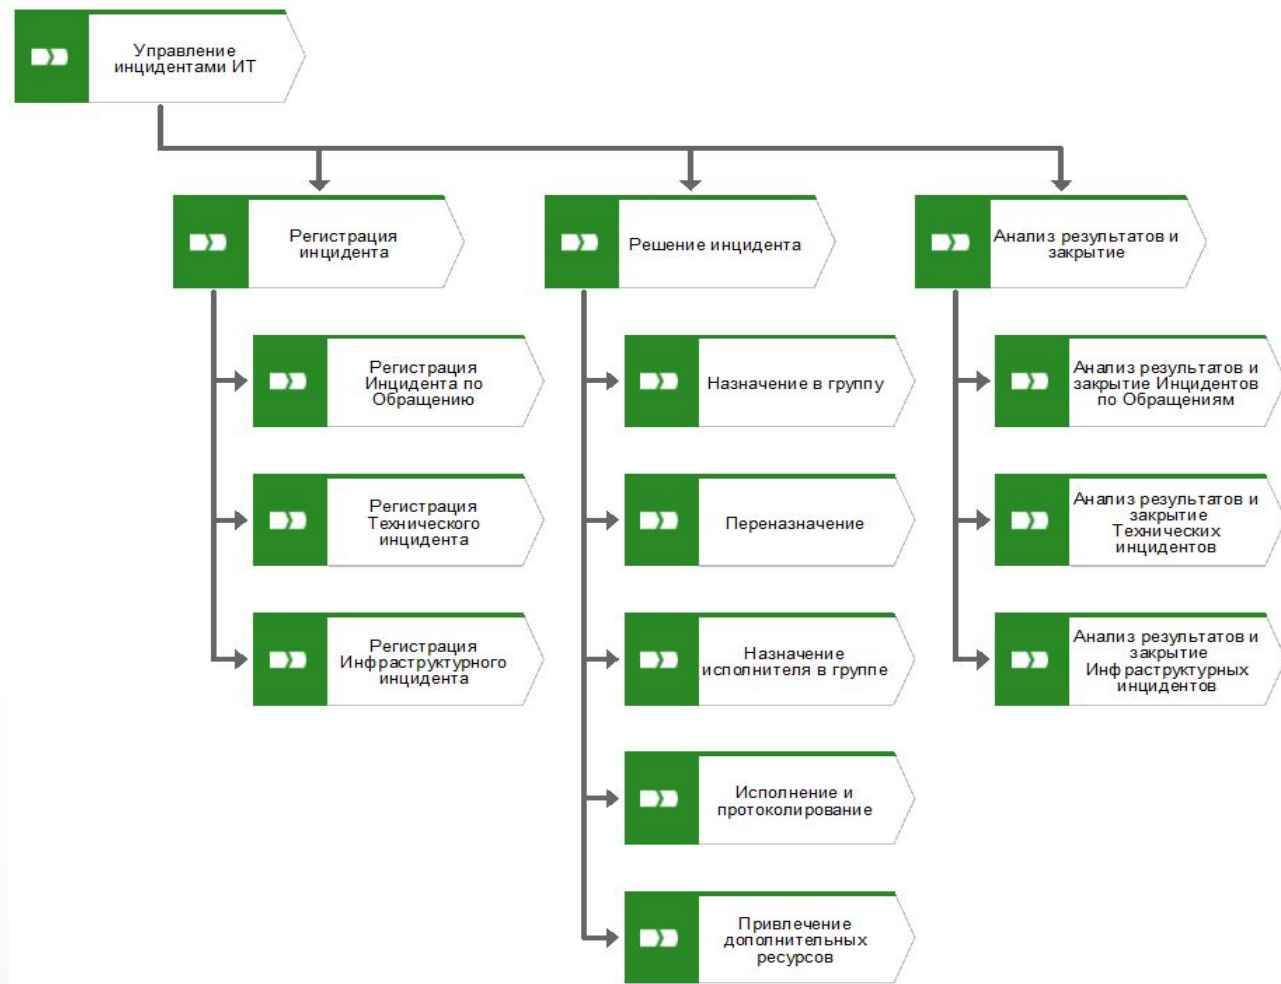 Управление
инцидентами ИТ
Регистрация
инцидента
Решение инцидента
Анализ результатов и
закрытие
Регистрация
Инцидента по
Обращению
Назначение в группу
Анализ результатов и
закрытие Инцидентов
по Обращениям
Регистрация
Технического
инцидента
Переназначение
Анализ результатов и
закрытие
Технических
инцидентов
Регистрация
Инфраструктурного
инцидента
Назначение
исполнителя в группе
Анализ результатов и
закрытие
Инфраструктурных
инцидентов
Исполнение и
протоколирование
Привлечение
дополнительных
ресурсов